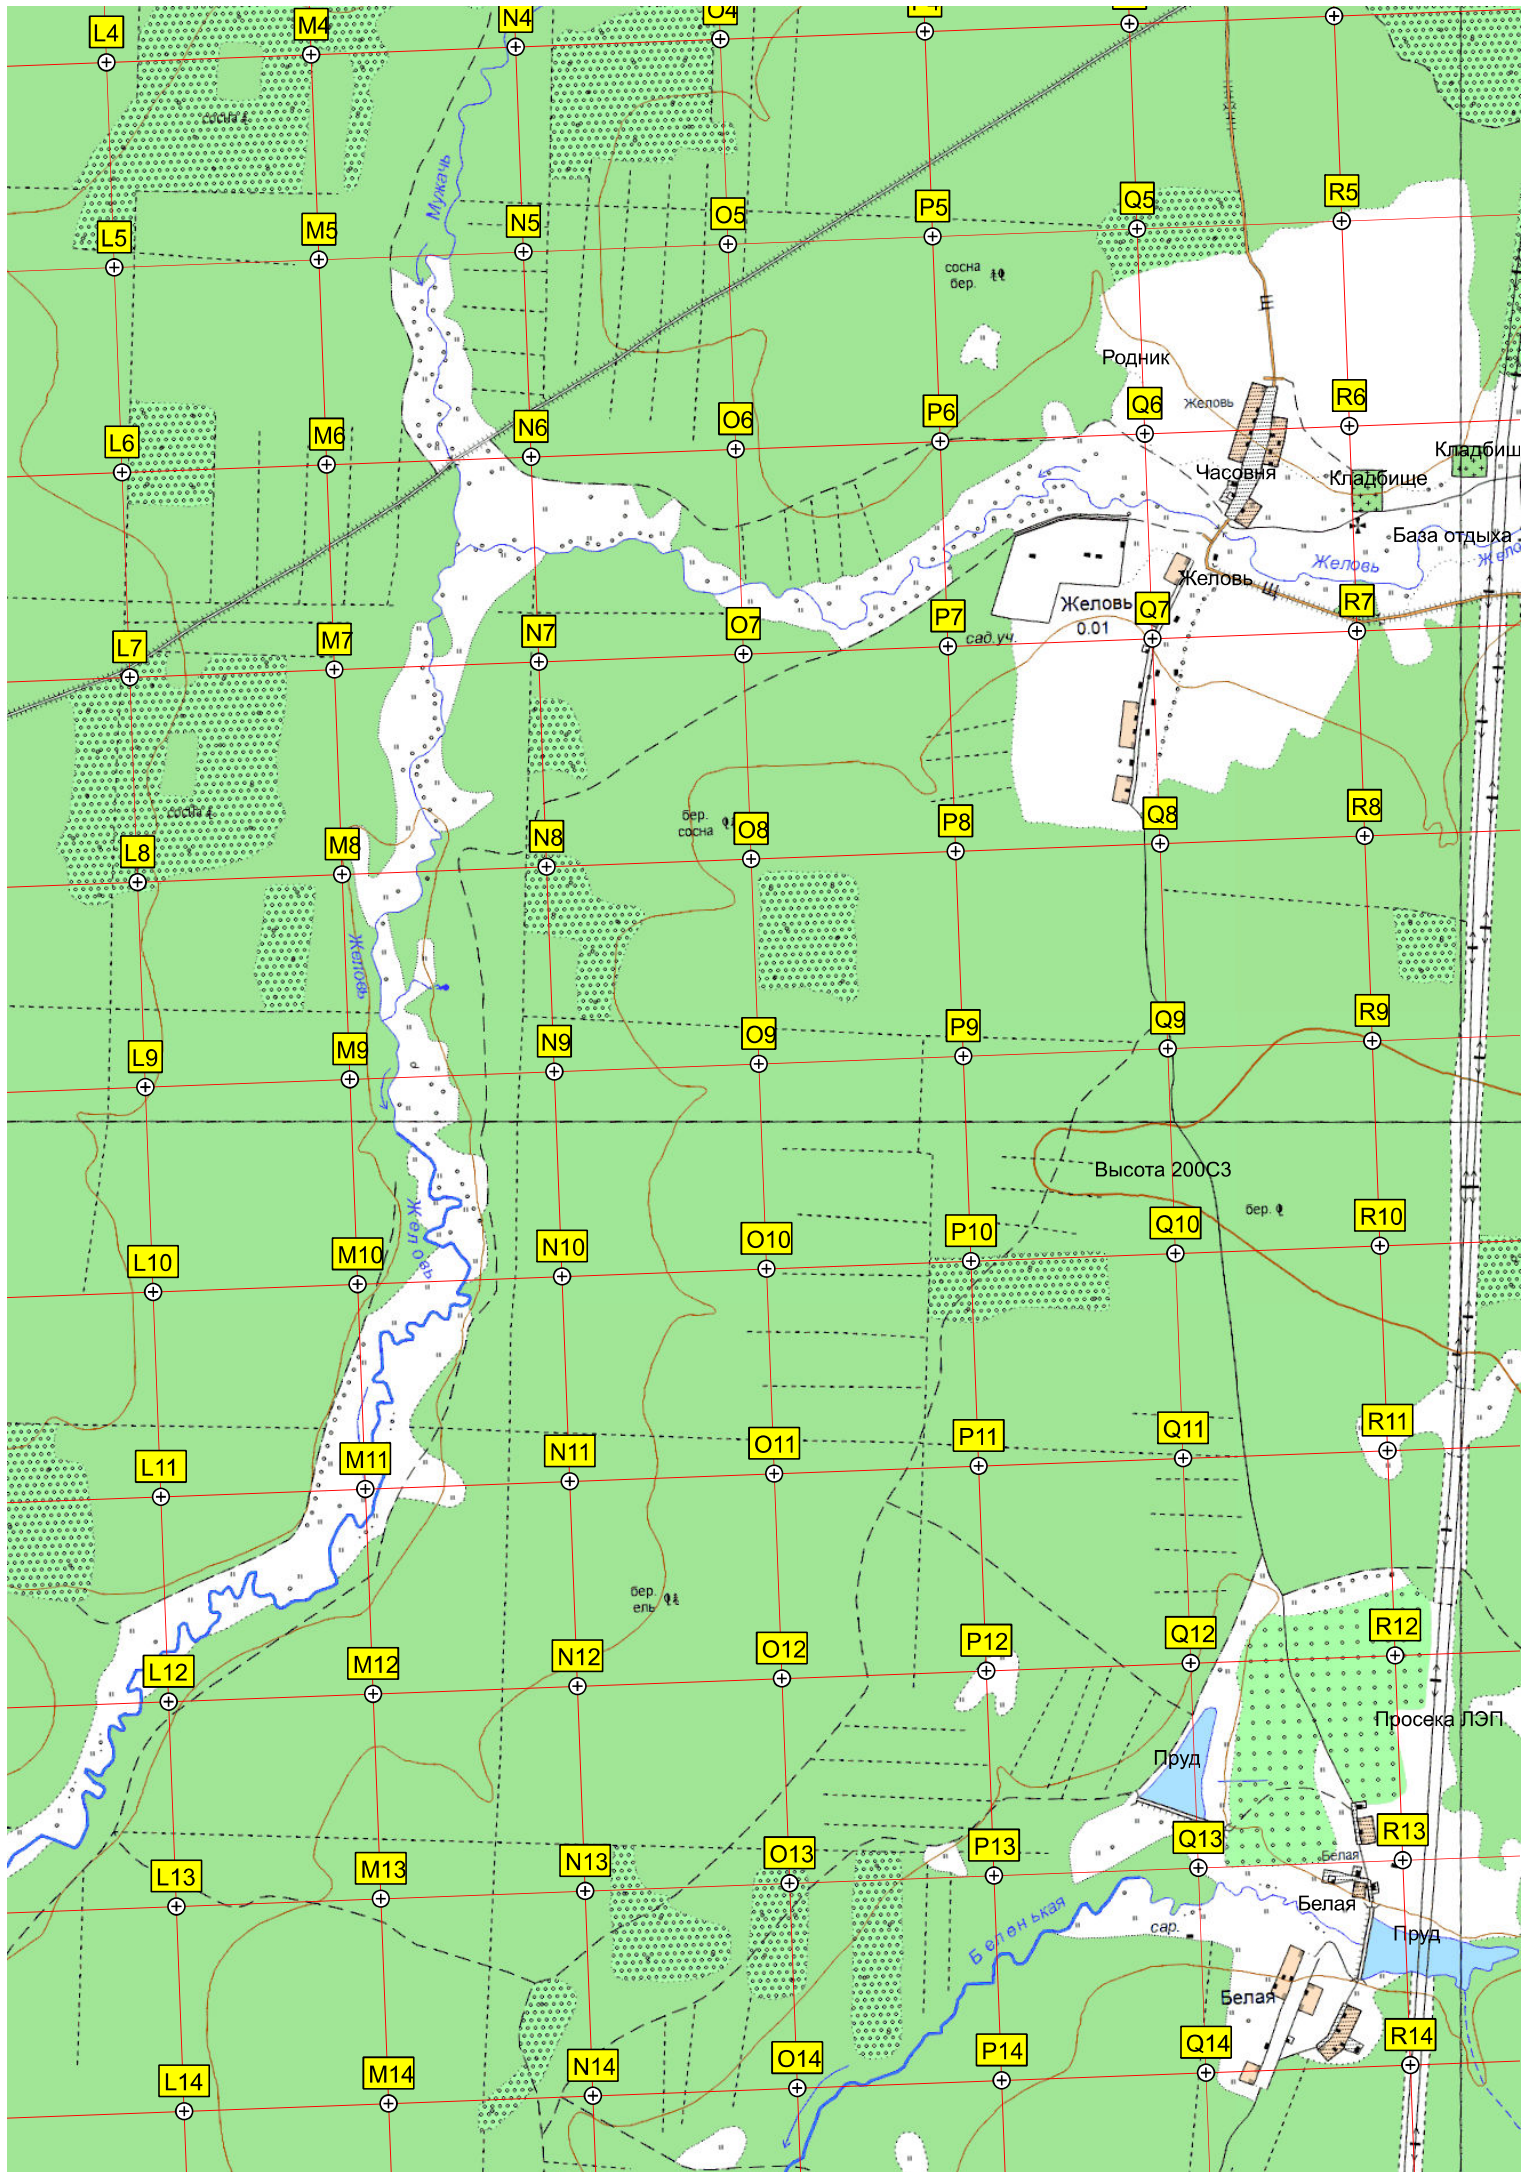 L4
M4
N4
O4
P4
сосна
Мужачь
L5
M5
N5
O5
P5
Q5
R5
сосна
бер.
Родник
L6
M6
N6
O6
P6
Q6
R6
Желовь
Часовня
Кладбище
Кладбищ
База отдыха
Желовь
Жело
Желовь
Щ
Щ
Желовь
0.01
L7
M7
N7
O7
P7
Q7
R7
сад.уч.
сосна
бер.
сосна
L8
M8
N8
O8
P8
Q8
R8
Желовь
L9
M9
N9
O9
P9
Q9
R9
Высота 200С3
бер.
Желовь
L10
M10
N10
O10
P10
Q10
R10
L11
M11
N11
O11
P11
Q11
R11
бер.
ель
L12
M12
N12
O12
P12
Q12
R12
Просека ЛЭП
Пруд
L13
M13
N13
O13
P13
Q13
R13
Белая
Белая
Беленькая
сар.
Пруд
Белая
L14
M14
N14
O14
P14
Q14
R14